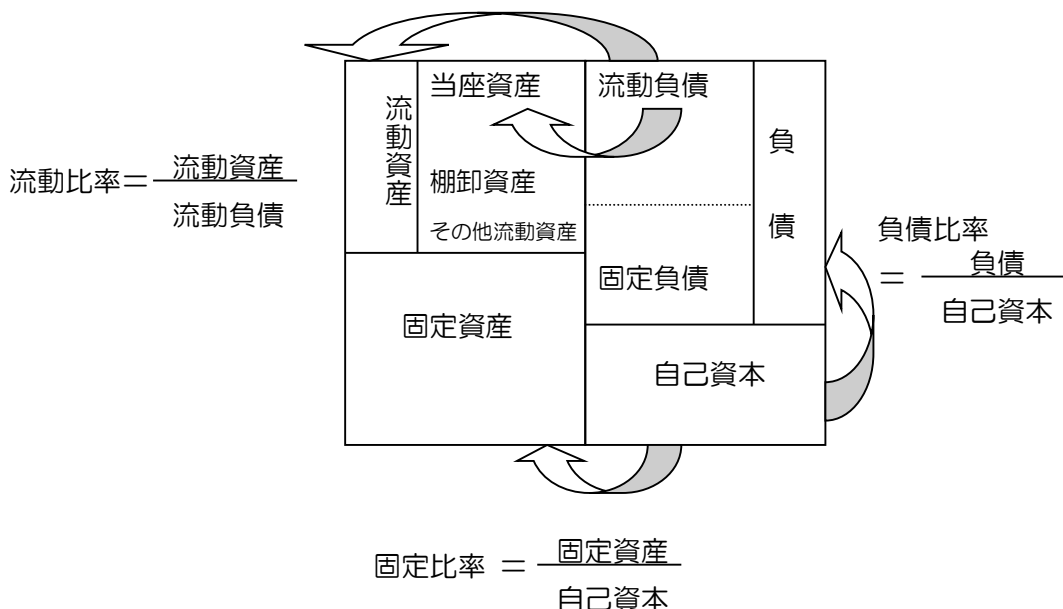 流動比率＝
流動資産
流動負債
流動資産
当座資産
棚卸資産
その他流動資産
固定資産
流動負債
固定負債
負債
自己資本
負債比率
＝
負債
自己資本
固定比率 ＝
固定資産
自己資本